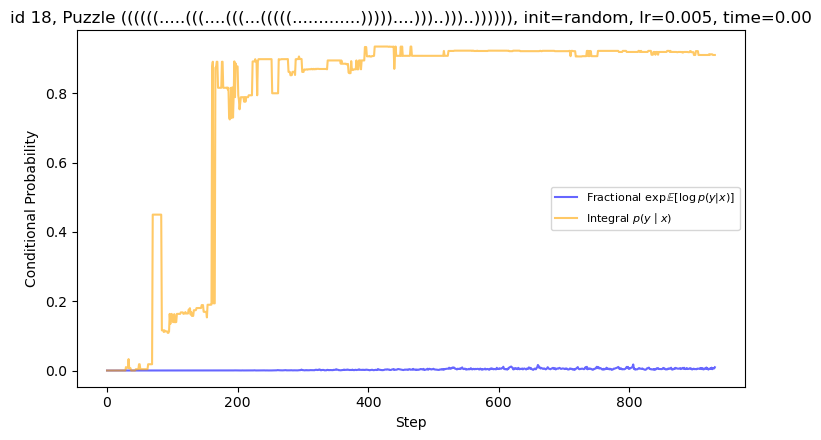 id 18, Puzzle ((((((.....(((....(((...(((((.............)))))....)))..)))..)))))), init=random, lr=0.005, time=0.00
Conditional Probability
0.8
0.6
0.4
0.2
0.0
Fractional exp𝔼[log p(y|x)]
Integral p(y | x)
0
200
400
600
800
Step